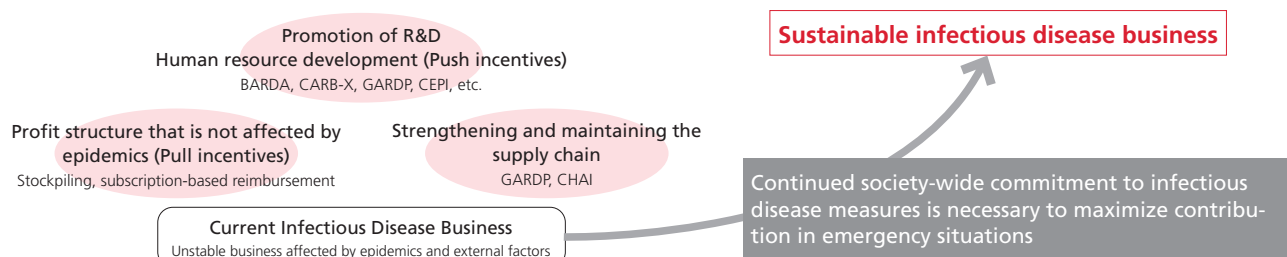 Promotion of R&D
Human resource development (Push incentives)
BARDA, CARB-X, GARDP, CEPI, etc.
Profit structure that is not affected by
epidemics (Pull incentives)
Stockpiling, subscription-based reimbursement
Strengthening and maintaining the
supply chain
GARDP, CHAI
Current Infectious Disease Business
Unstable business affected by epidemics and external factors
Sustainable infectious disease business
Continued society-wide commitment to infectious
disease measures is necessary to maximize contribu-
tion in emergency situations